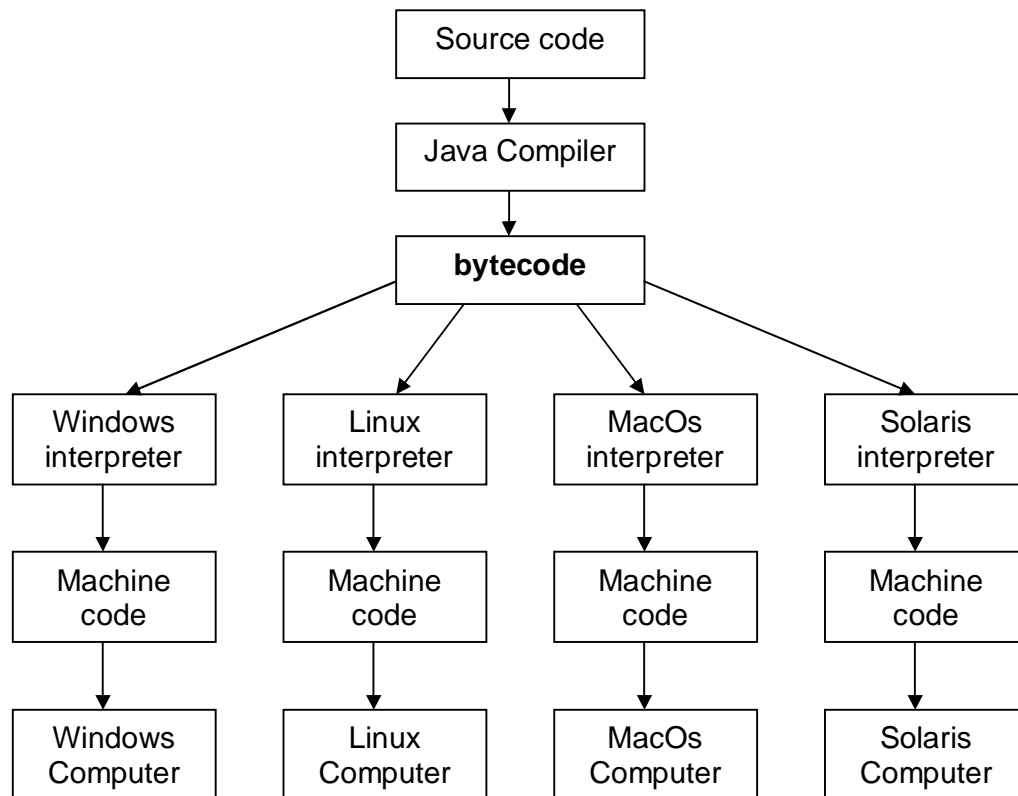 Source code
Java Compiler
bytecode
Windows
interpreter
Linux
interpreter
MacOs
interpreter
Solaris
interpreter
Machine
code
Machine
code
Machine
code
Machine
code
Windows
Computer
Linux
Computer
MacOs
Computer
Solaris
Computer